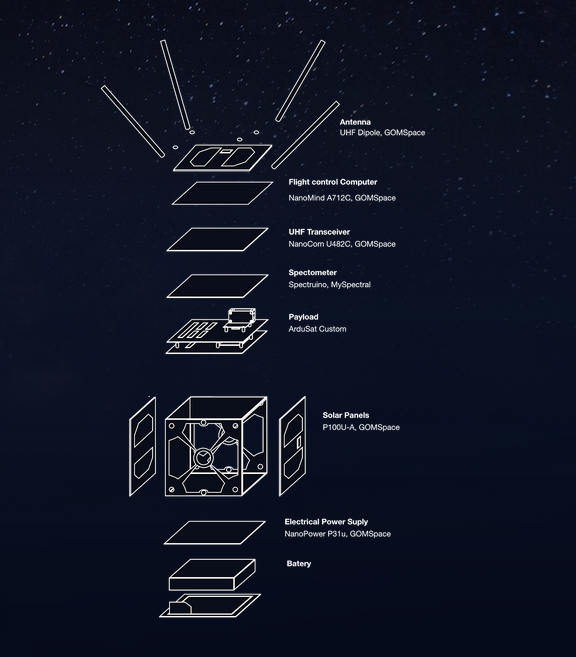 Antenna
UHF Dipole, GOMSpace
Flight control Computer
NanoMind A712C, GOMSpace
UHF Transceiver
NanoCom U482C, GOMSpace
Spectometer
Spectruino, MySpectral
Payload
ArduSat Custom
Solar Panels
P100U-A, GOMSpace
Electrical Power Suply
NanoPower P31u, GOMSpace
Batery